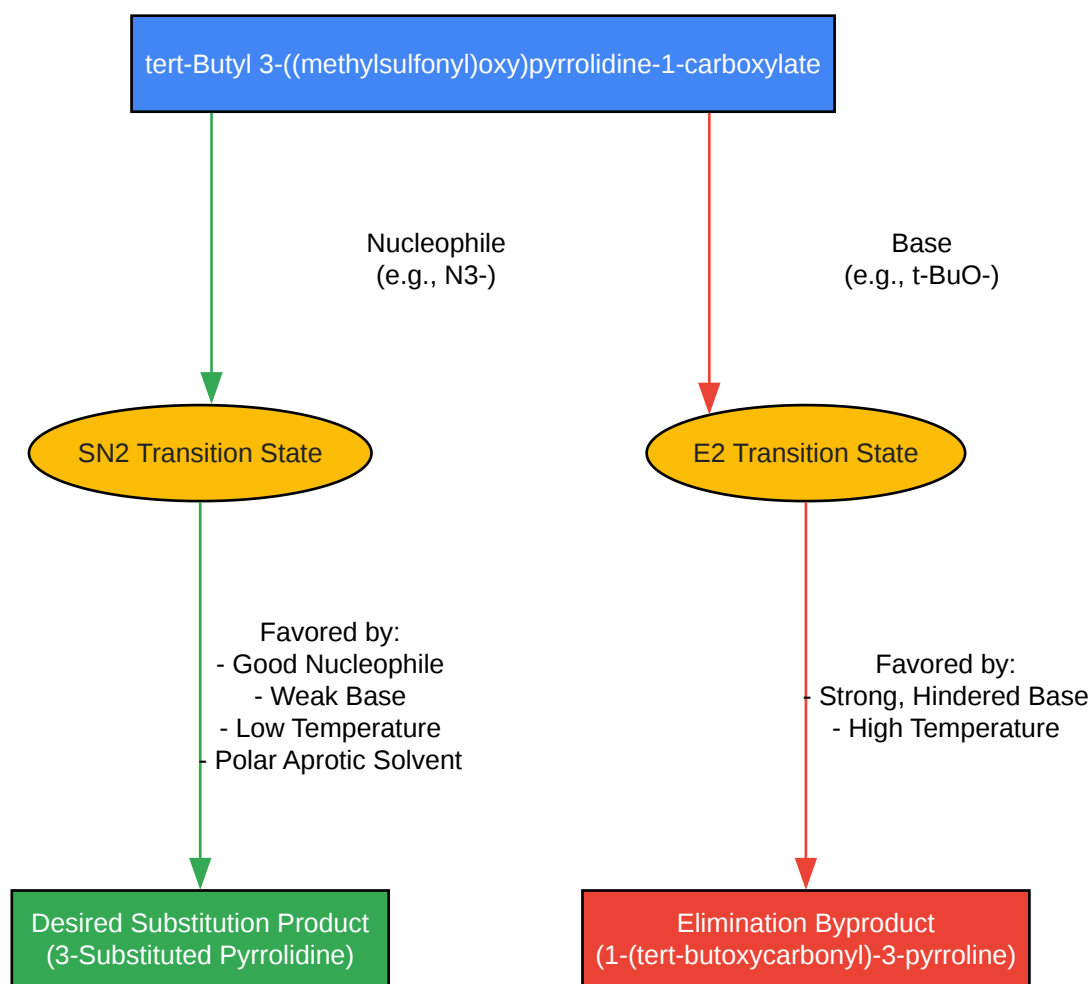 tert-Butyl 3-((methylsulfonyl)oxy)pyrrolidine-1-carboxylate
Nucleophile
(e.g., N3-)
Base
(e.g., t-BuO-)
SN2 Transition State
E2 Transition State
Favored by:
- Good Nucleophile
- Weak Base
- Low Temperature
- Polar Aprotic Solvent
Favored by:
- Strong, Hindered Base
- High Temperature
Desired Substitution Product
(3-Substituted Pyrrolidine)
Elimination Byproduct
(1-(tert-butoxycarbonyl)-3-pyrroline)